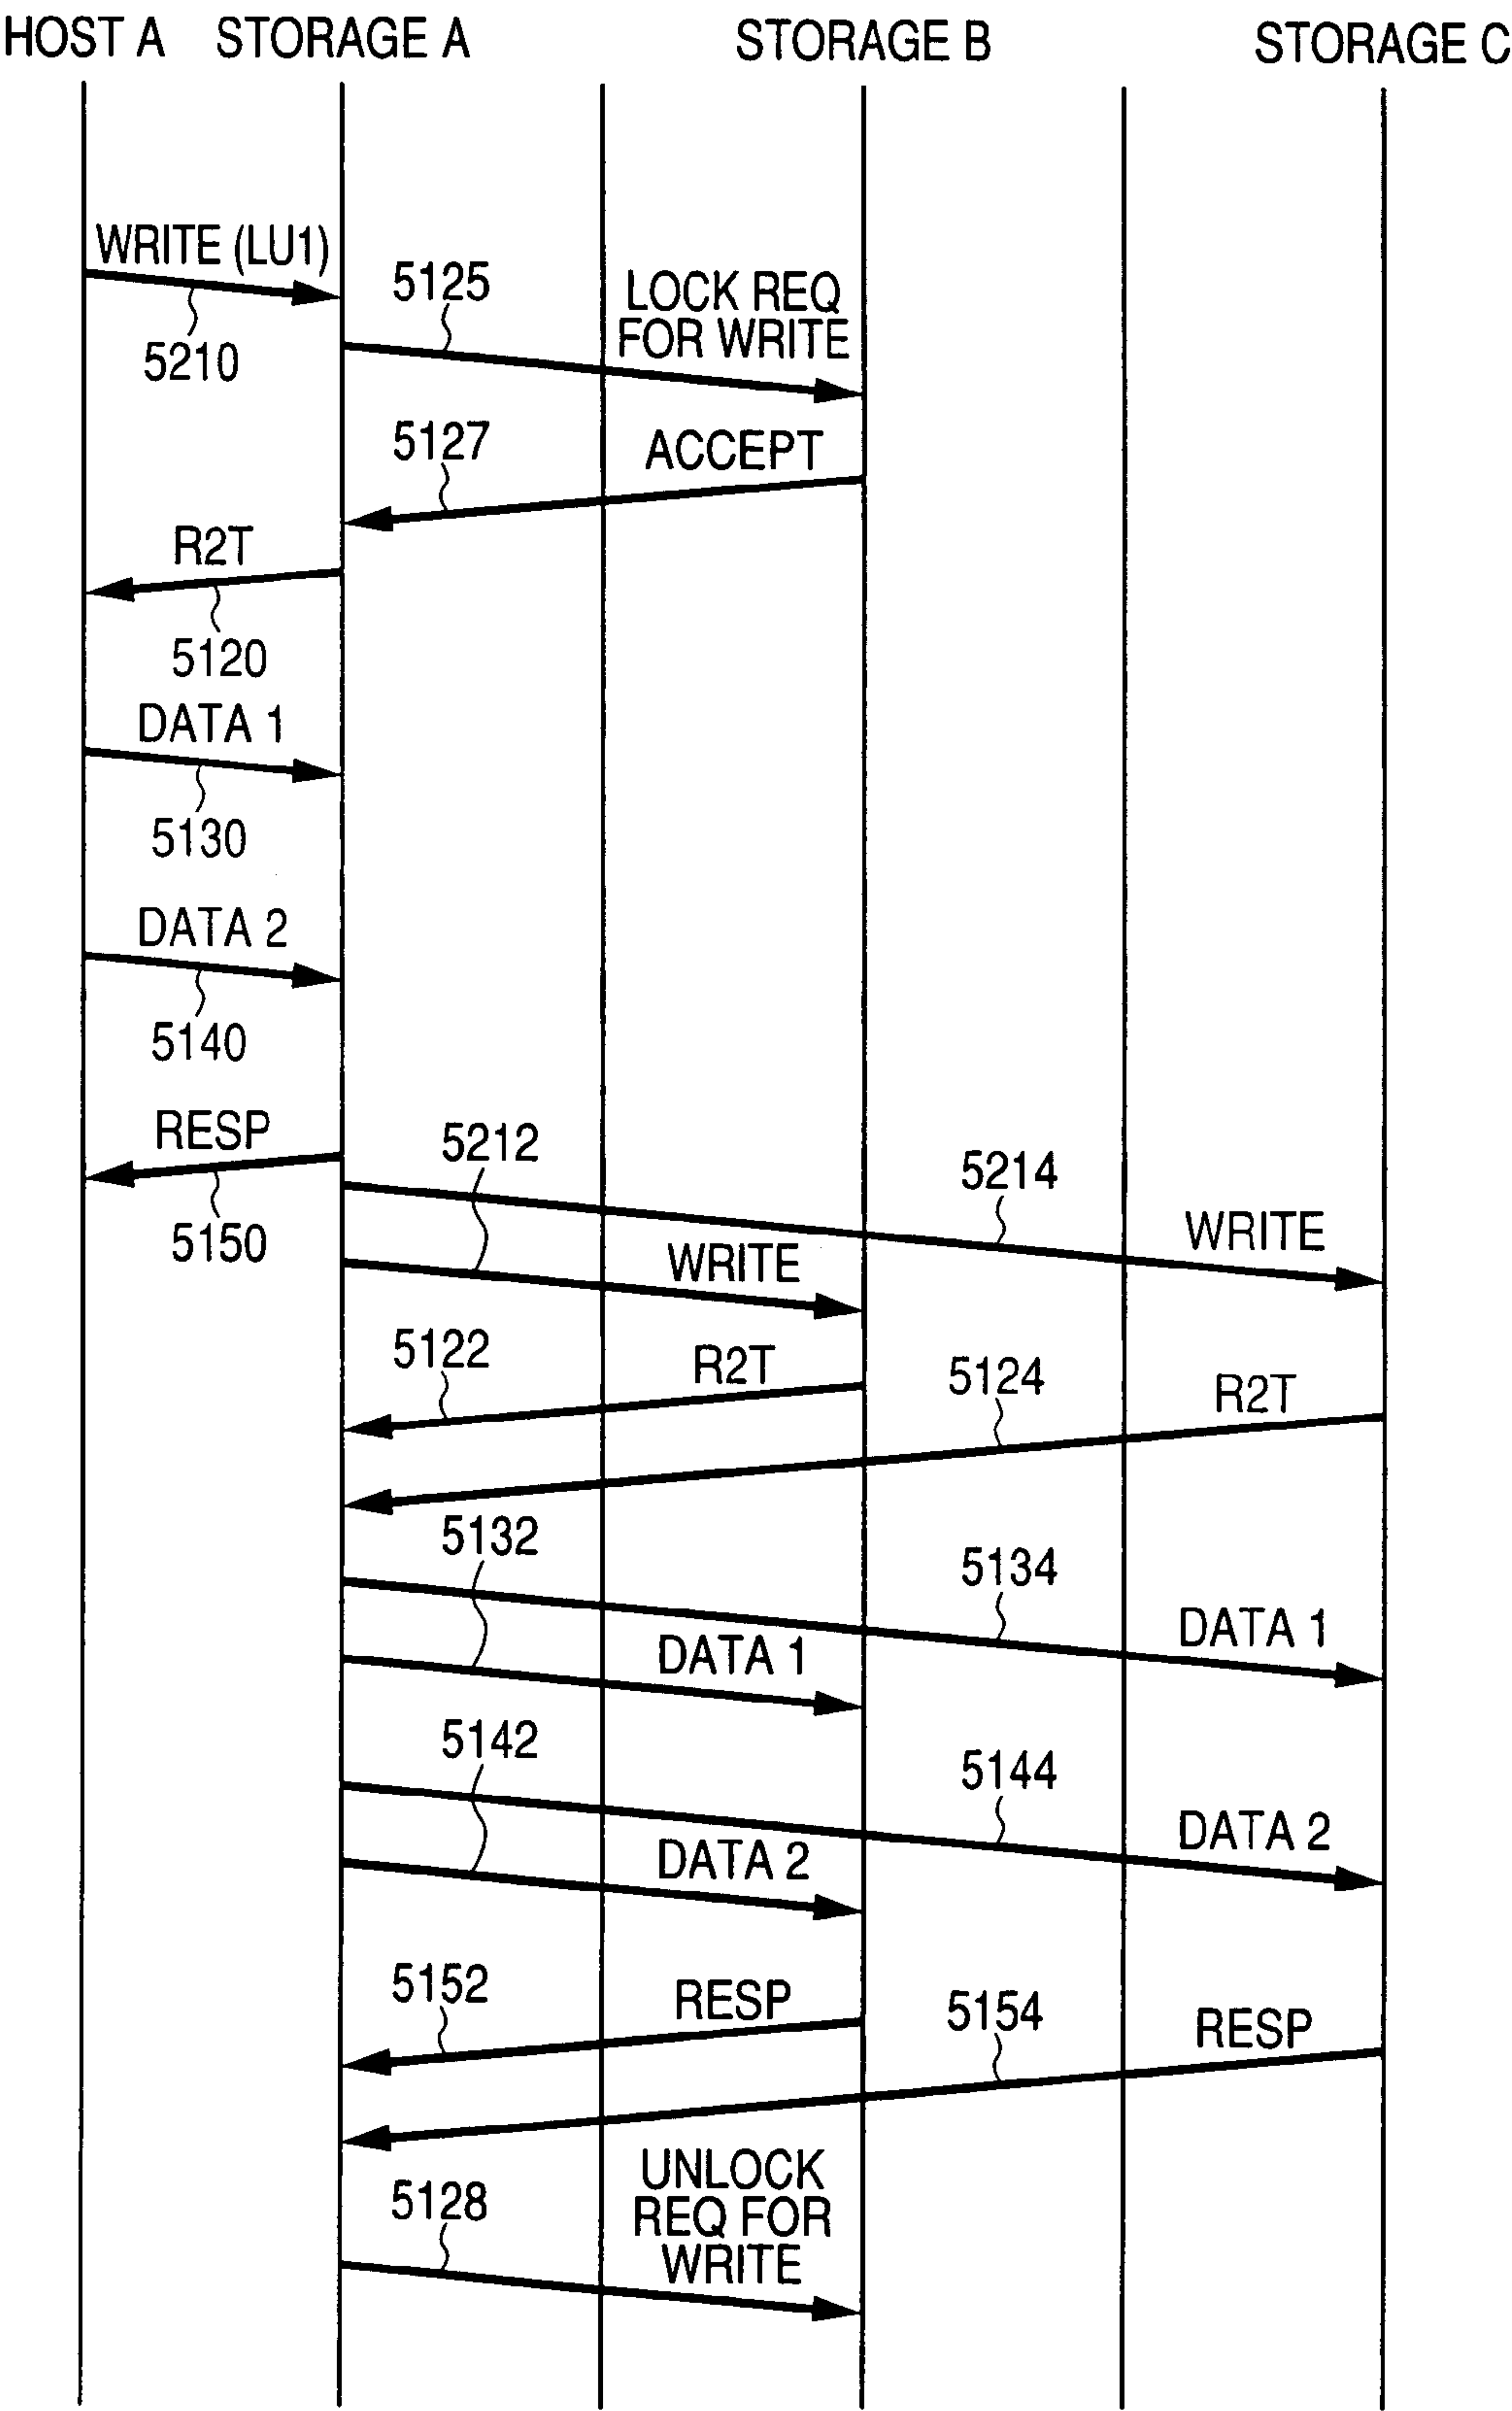 HOST A STORAGE A STORAGE B STORAGE C
WRITE (LU1)
5210
5125
LOCK REQ
FOR WRITE
5127
ACCEPT
R2T
5120
DATA 1
5130
DATA 2
5140
RESP
5150
5212
WRITE
5214
WRITE
5122
R2T
5124
R2T
5132
DATA 1
5134
DATA 1
5142
DATA 2
5144
DATA 2
5152
RESP
5154
RESP
5128
UNLOCK
REQ FOR
WRITE